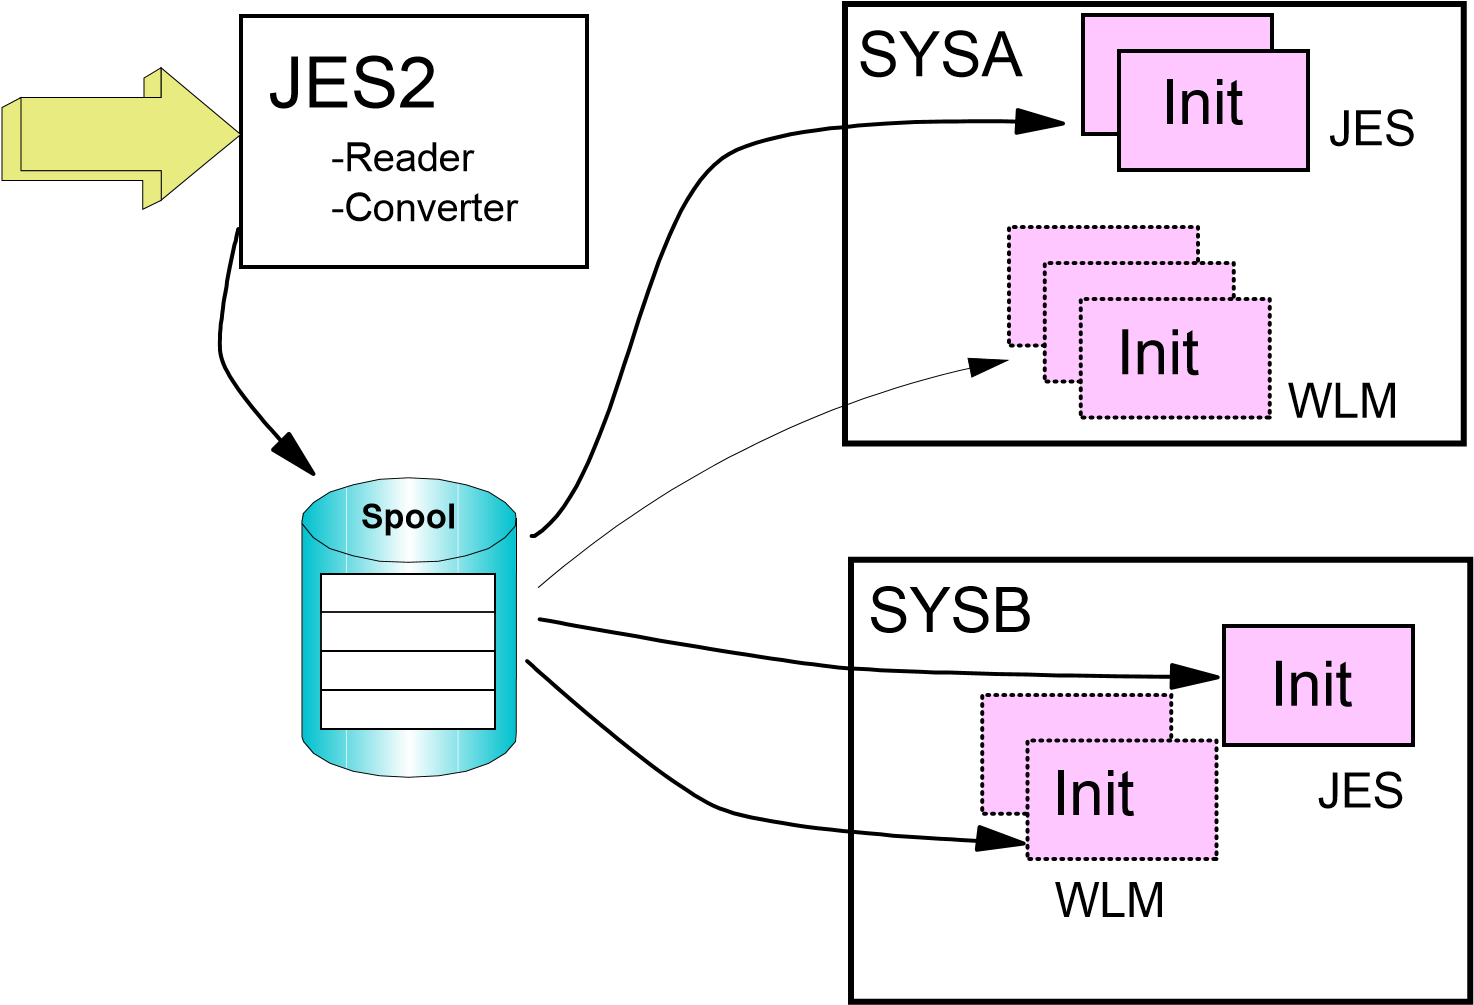 JES2
-Reader
-Converter
Spool
SYSA
Init
JES
Init
WLM
SYSB
Init
JES
Init
WLM